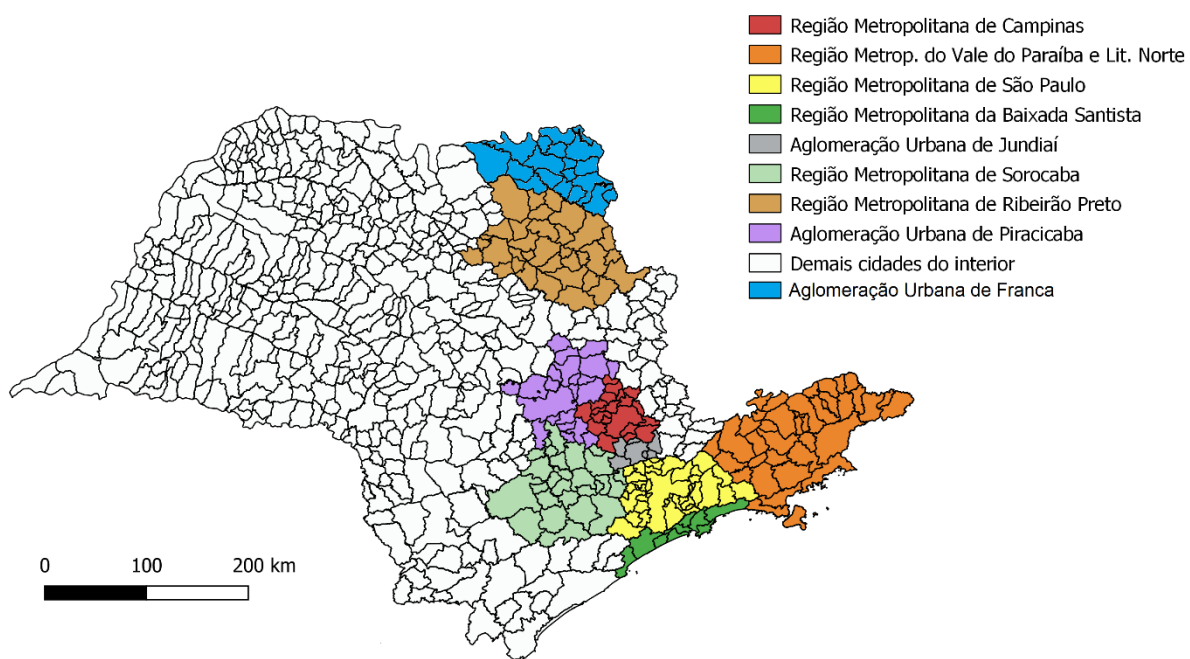 Região Metropolitana de Campinas
Região Metrop. do Vale do Paraíba e Lit. Norte
Região Metropolitana de São Paulo
Região Metropolitana da Baixada Santista
Aglomeração Urbana de Jundiaí
Região Metropolitana de Sorocaba
Região Metropolitana de Ribeirão Preto
Aglomeração Urbana de Piracicaba
Demais cidades do interior
Aglomeração Urbana de Franca
0 100 200 km